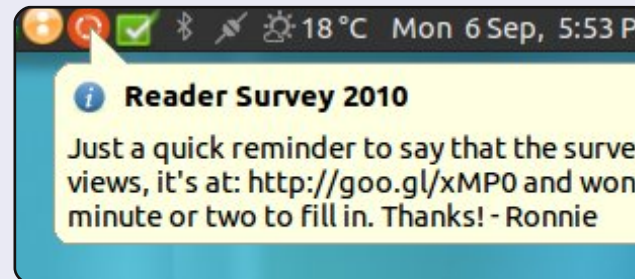 18 °C Mon 6 Sep, 5:53 P
Reader Survey 2010
Just a quick reminder to say that the surve
views, it's at: http://goo.gl/xMP0 and won
minute or two to fill in. Thanks! - Ronnie